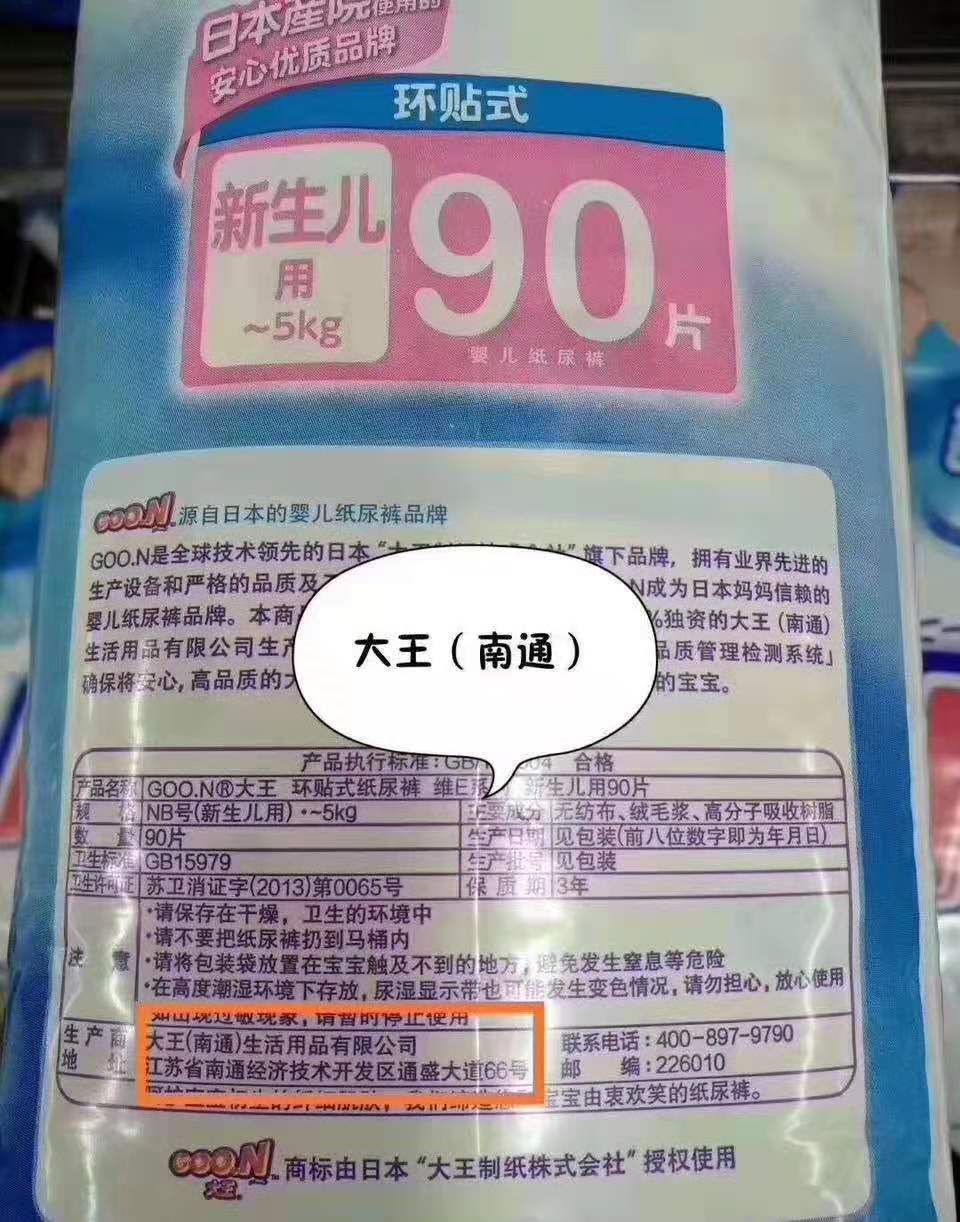 日本産院使用的
安心优质品牌
环贴式
新生儿
用
~5kg
90片
婴儿纸尿裤
GOO.N 源自日本的婴儿纸尿裤品牌
GOO.N是全球技术领先的日本“大王 会社”旗下品牌，拥有业界先进的
生产设备和严格的品质及 N成为日本妈妈信赖的
婴儿纸尿裤品牌。本商 %独资的大王(南通)
生活用品有限公司生产 品质管理检测系统」
确保将安心,高品质的大 的宝宝。
大王（南通）
产品执行标准:GB/ 004 合格
产品名称 GOO.N®大王 环贴式纸尿裤 维E系 新生儿用90片
规格 NB号(新生儿用)·~5kg 主要成分 无纺布、绒毛浆、高分子吸收树脂
数量 90片 生产日期 见包装(前八位数字即为年月日)
卫生标准 GB15979 生产批号 见包装
卫生许可证 苏卫消证字(2013)第0065号 保质期 3年
·请保存在干燥，卫生的环境中
·请不要把纸尿裤扔到马桶内
注意 ·请将包装袋放置在宝宝触及不到的地方，避免发生窒息等危险
·在高度潮湿环境下存放，尿湿显示带也可能发生变色情况，请勿担心，放心使用
如出现过敏现象，请暂时停止使用
生产商 大王(南通)生活用品有限公司 联系电话:400-897-9790
地址 江苏省南通经济技术开发区通盛大道66号 邮编:226010
宝宝由衷欢笑的纸尿裤。
GOO.N 大王 商标由日本“大王制纸株式会社”授权使用